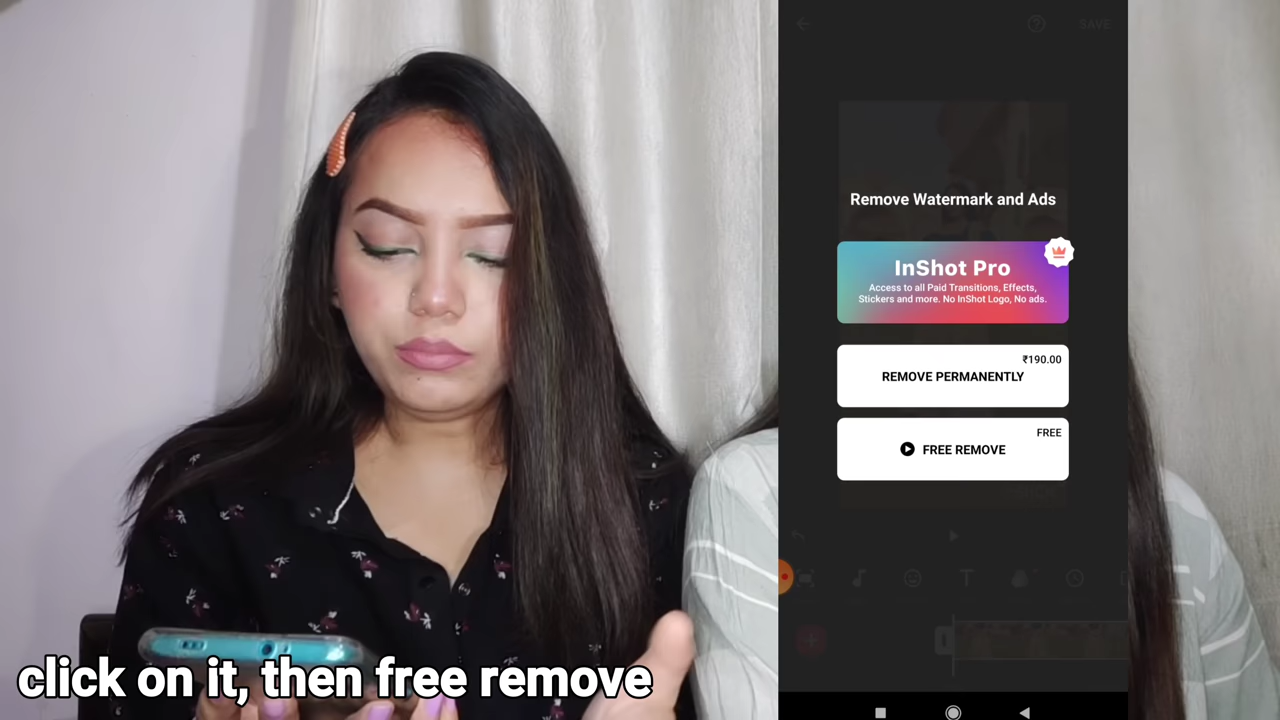 SAVE
Remove Watermark and Ads
InShot Pro
Access to all Paid Transitions, Effects,
Stickers and more. No InShot Logo, No ads.
₹190.00
REMOVE PERMANENTLY
FREE
FREE REMOVE
click on it, then free remove